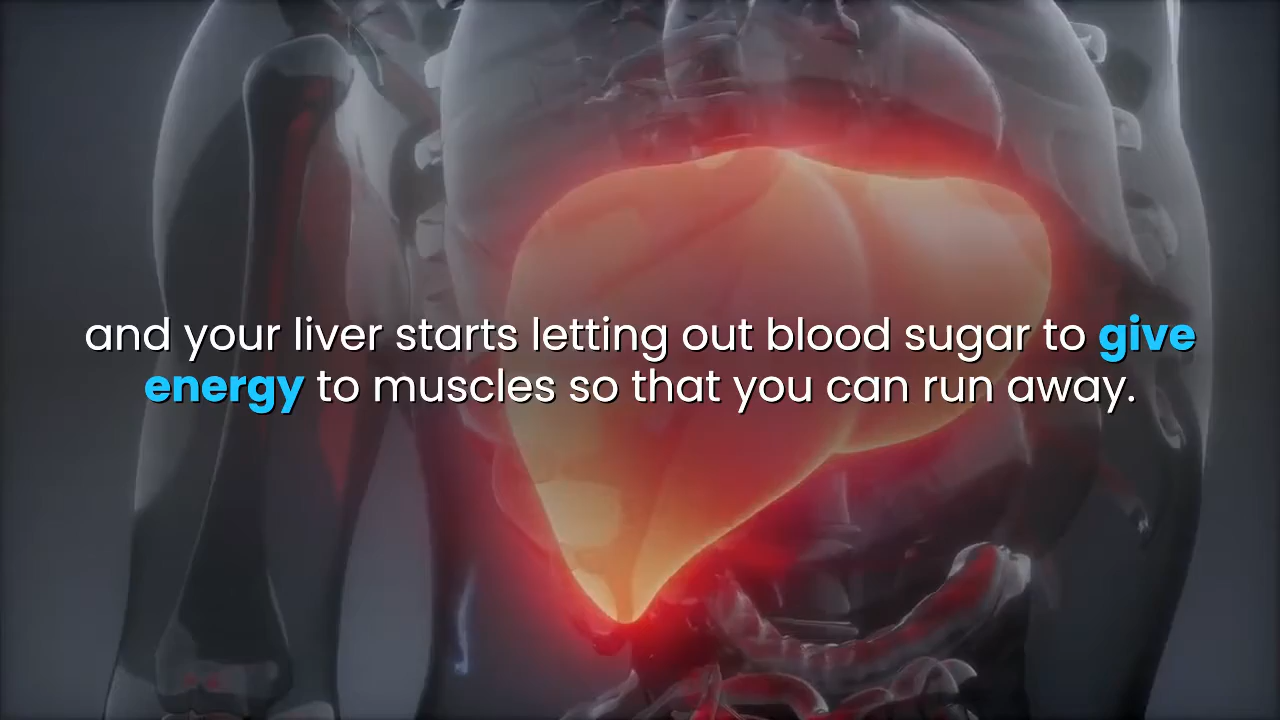 and your liver starts letting out blood sugar to give
energy to muscles so that you can run away.